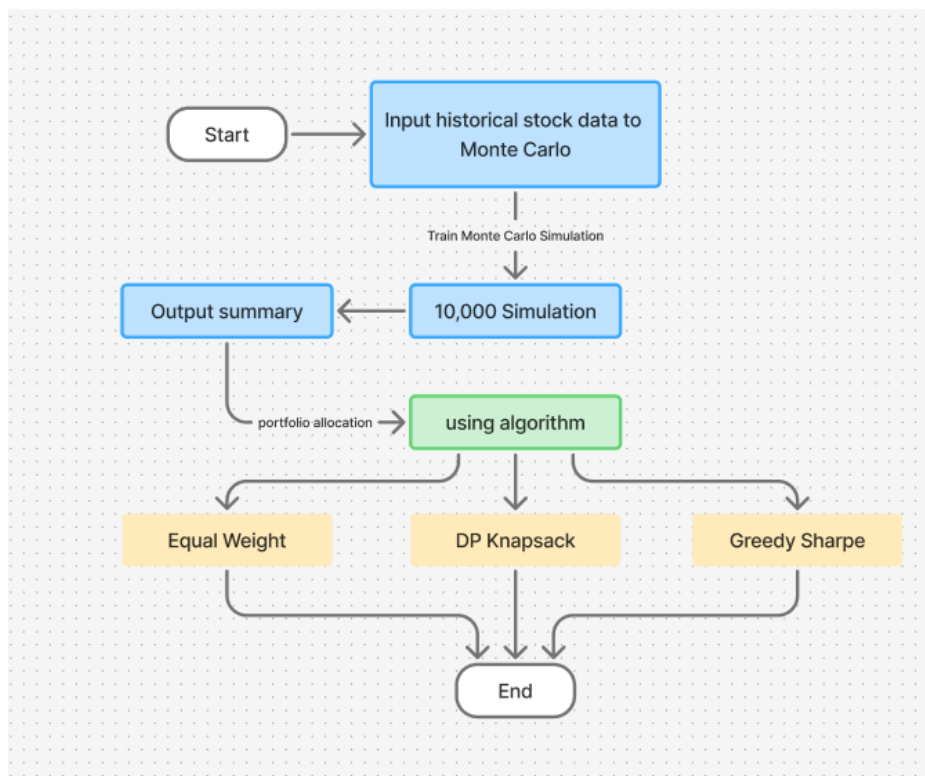 Start
Input historical stock data to
Monte Carlo
Train Monte Carlo Simulation
Output summary
10,000 Simulation
portfolio allocation
using algorithm
Equal Weight
DP Knapsack
Greedy Sharpe
End